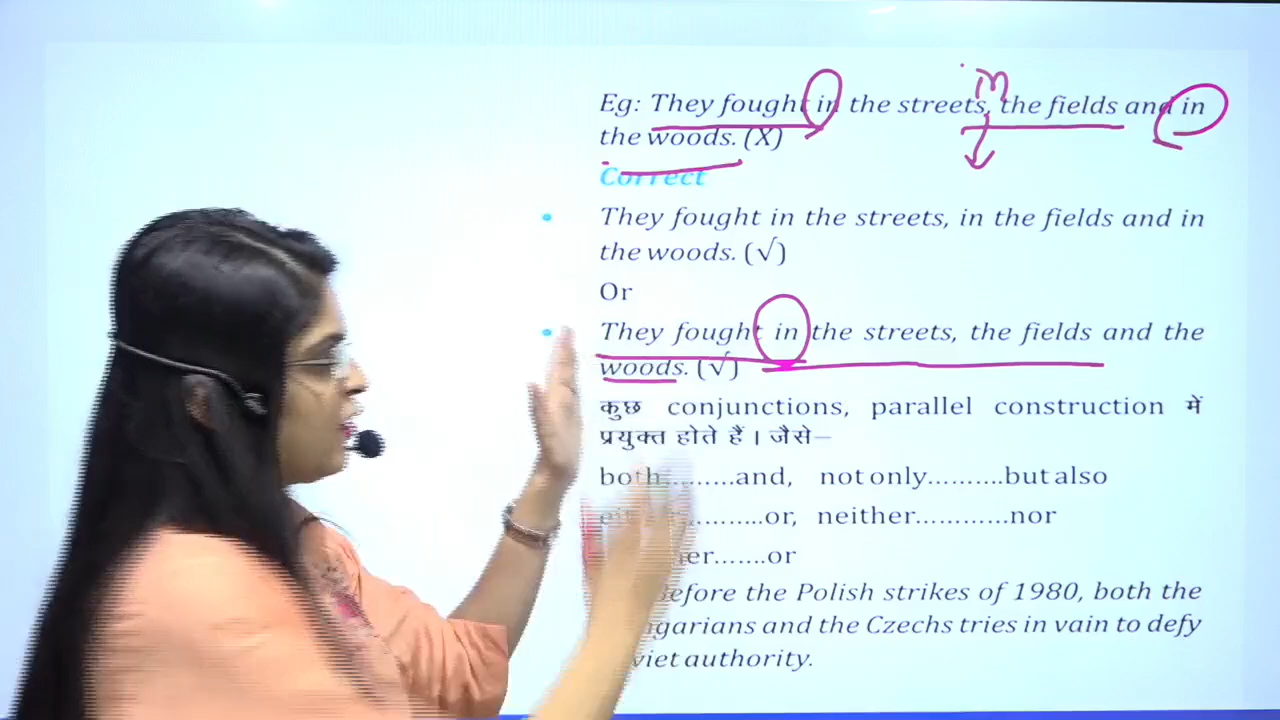 in
Eg: They fought in the streets, the fields and in
the woods. (X)
Correct
They fought in the streets, in the fields and in
the woods. (√)
Or
They fought in the streets, the fields and the
woods. (√)
कुछ conjunctions, parallel construction में
प्रयुक्त होते हैं । जैसे–
both.........and, not only..........but also
..........or, neither............nor
.......or
the Polish strikes of 1980, both the
and the Czechs tries in vain to defy
authority.